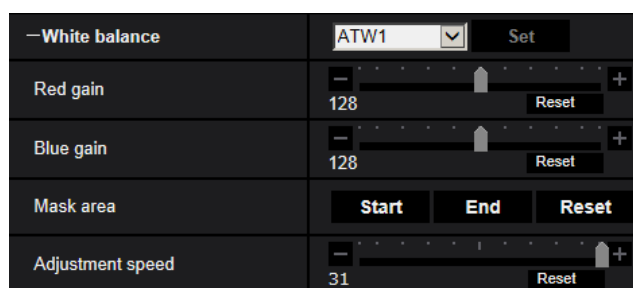 —White balance ATW1 Set
Red gain − +
128 Reset
Blue gain − +
128 Reset
Mask area Start End Reset
Adjustment speed − +
31 Reset